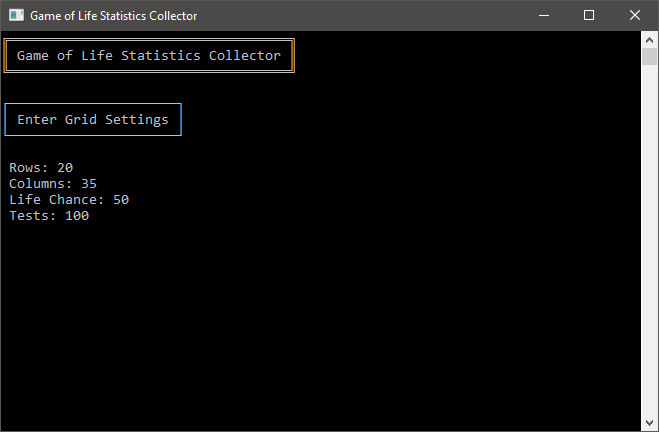 Game of Life Statistics Collector
Game of Life Statistics Collector
Enter Grid Settings
Rows: 20
Columns: 35
Life Chance: 50
Tests: 100